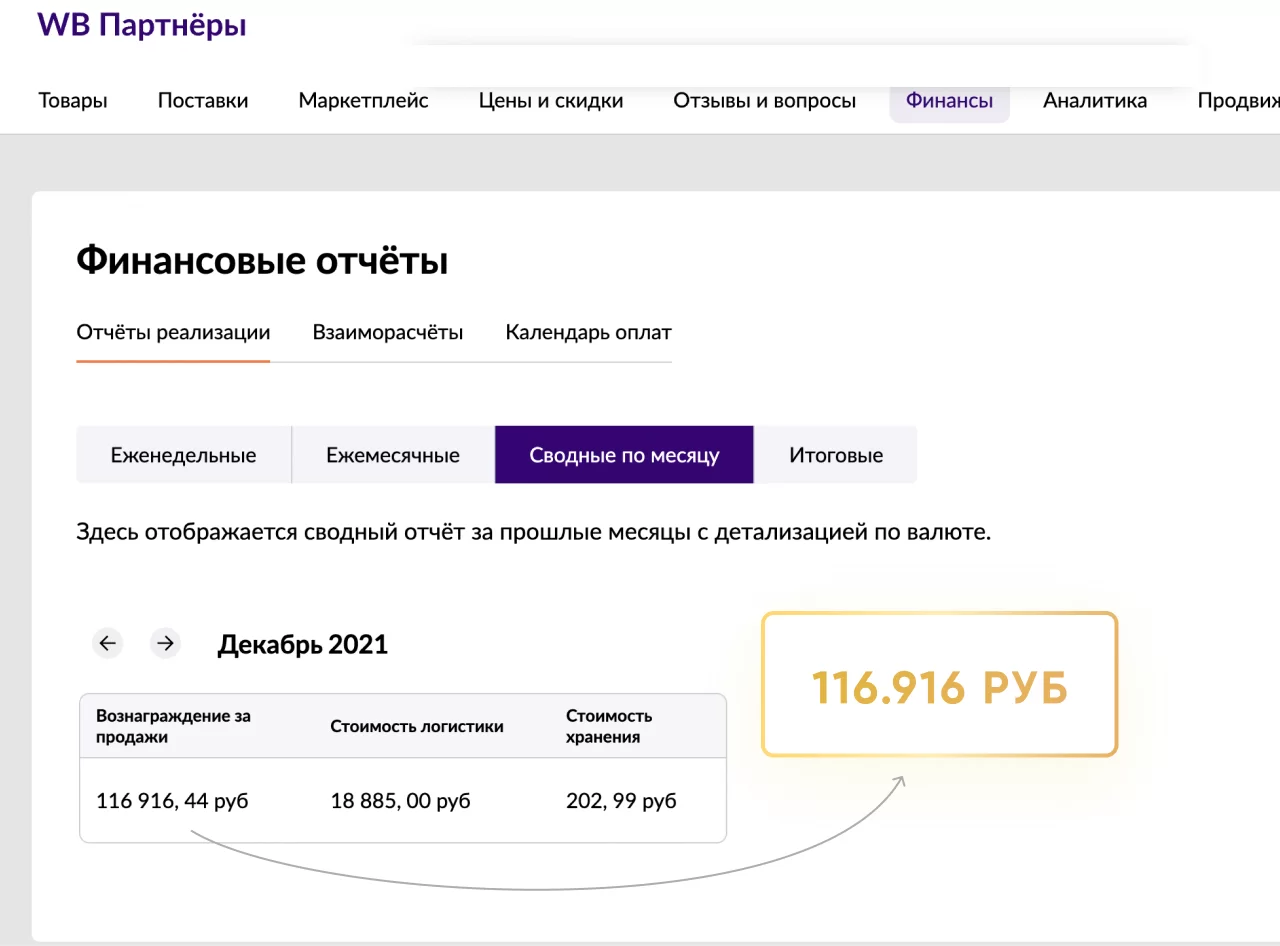 WB Партнёры
Товары Поставки Маркетплейс Цены и скидки Отзывы и вопросы Финансы Аналитика Продвиж
Финансовые отчёты
Отчёты реализации Взаиморасчёты Календарь оплат
Еженедельные Ежемесячные Сводные по месяцу Итоговые
Здесь отображается сводный отчёт за прошлые месяцы с детализацией по валюте.
Декабрь 2021
Вознаграждение за
продажи
Стоимость логистики
Стоимость
хранения
116 916, 44 руб 18 885, 00 руб 202, 99 руб
116.916 РУБ